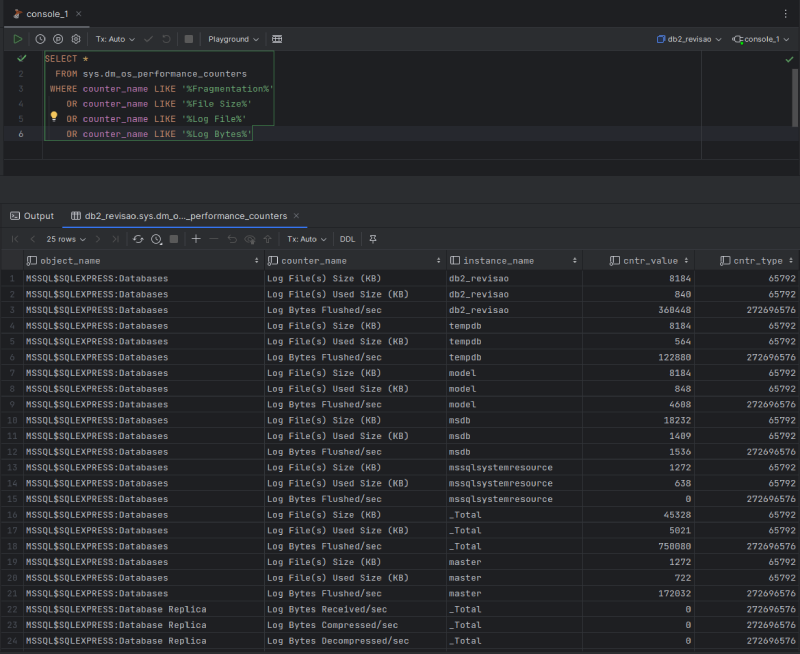 console_1
Tx: Auto Playground db2_revisao console_1
SELECT *
2 FROM sys.dm_os_performance_counters
3 WHERE counter_name LIKE '%Fragmentation%'
4 OR counter_name LIKE '%File Size%'
5 OR counter_name LIKE '%Log File%'
6 OR counter_name LIKE '%Log Bytes%'
Output db2_revisao.sys.dm_o..._performance_counters
25 rows Tx: Auto DDL
object_name counter_name instance_name cntr_value cntr_type
1 MSSQL$SQLEXPRESS:Databases Log File(s) Size (KB) db2_revisao 8184 65792
2 MSSQL$SQLEXPRESS:Databases Log File(s) Used Size (KB) db2_revisao 840 65792
3 MSSQL$SQLEXPRESS:Databases Log Bytes Flushed/sec db2_revisao 360448 272696576
4 MSSQL$SQLEXPRESS:Databases Log File(s) Size (KB) tempdb 8184 65792
5 MSSQL$SQLEXPRESS:Databases Log File(s) Used Size (KB) tempdb 564 65792
6 MSSQL$SQLEXPRESS:Databases Log Bytes Flushed/sec tempdb 122880 272696576
7 MSSQL$SQLEXPRESS:Databases Log File(s) Size (KB) model 8184 65792
8 MSSQL$SQLEXPRESS:Databases Log File(s) Used Size (KB) model 848 65792
9 MSSQL$SQLEXPRESS:Databases Log Bytes Flushed/sec model 4608 272696576
10 MSSQL$SQLEXPRESS:Databases Log File(s) Size (KB) msdb 18232 65792
11 MSSQL$SQLEXPRESS:Databases Log File(s) Used Size (KB) msdb 1409 65792
12 MSSQL$SQLEXPRESS:Databases Log Bytes Flushed/sec msdb 1536 272696576
13 MSSQL$SQLEXPRESS:Databases Log File(s) Size (KB) mssqlsystemresource 1272 65792
14 MSSQL$SQLEXPRESS:Databases Log File(s) Used Size (KB) mssqlsystemresource 638 65792
15 MSSQL$SQLEXPRESS:Databases Log Bytes Flushed/sec mssqlsystemresource 0 272696576
16 MSSQL$SQLEXPRESS:Databases Log File(s) Size (KB) _Total 45328 65792
17 MSSQL$SQLEXPRESS:Databases Log File(s) Used Size (KB) _Total 5021 65792
18 MSSQL$SQLEXPRESS:Databases Log Bytes Flushed/sec _Total 750080 272696576
19 MSSQL$SQLEXPRESS:Databases Log File(s) Size (KB) master 1272 65792
20 MSSQL$SQLEXPRESS:Databases Log File(s) Used Size (KB) master 722 65792
21 MSSQL$SQLEXPRESS:Databases Log Bytes Flushed/sec master 172032 272696576
22 MSSQL$SQLEXPRESS:Database Replica Log Bytes Received/sec _Total 0 272696576
23 MSSQL$SQLEXPRESS:Database Replica Log Bytes Compressed/sec _Total 0 272696576
24 MSSQL$SQLEXPRESS:Database Replica Log Bytes Decompressed/sec _Total 0 272696576